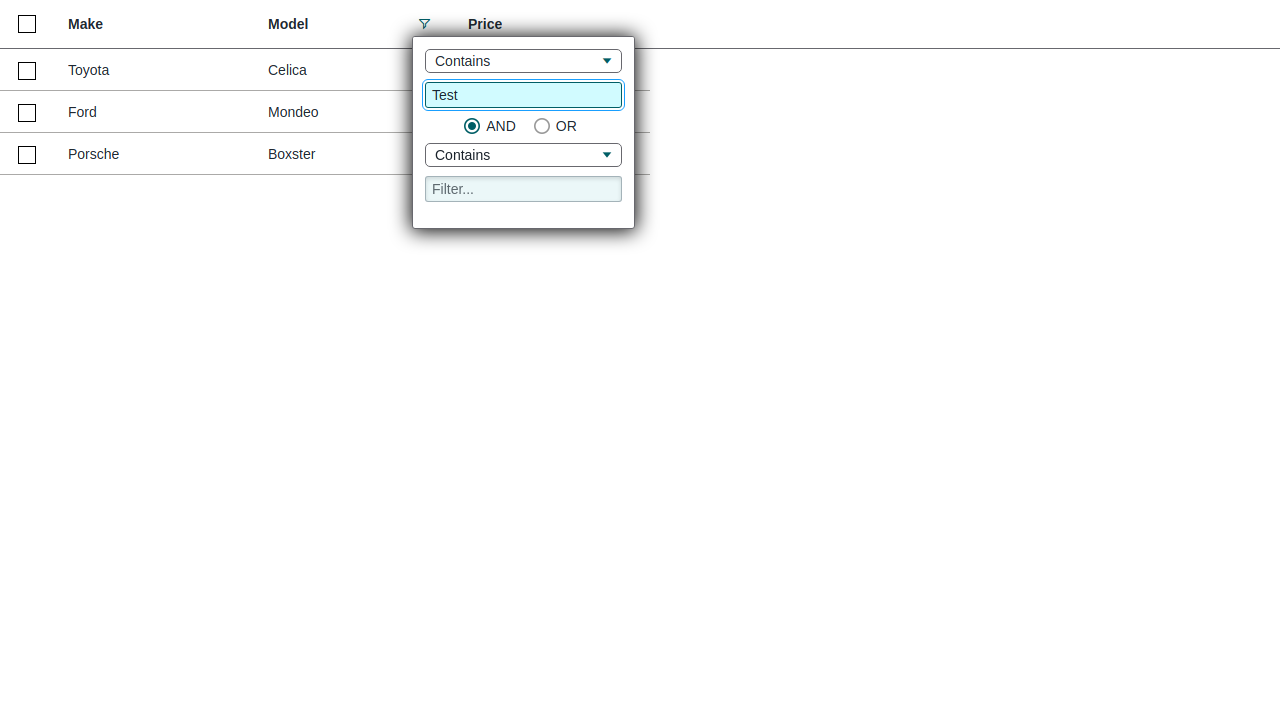 Make Model Price
Toyota Celica
Ford Mondeo
Porsche Boxster
Contains
Test
AND OR
Contains
Filter...